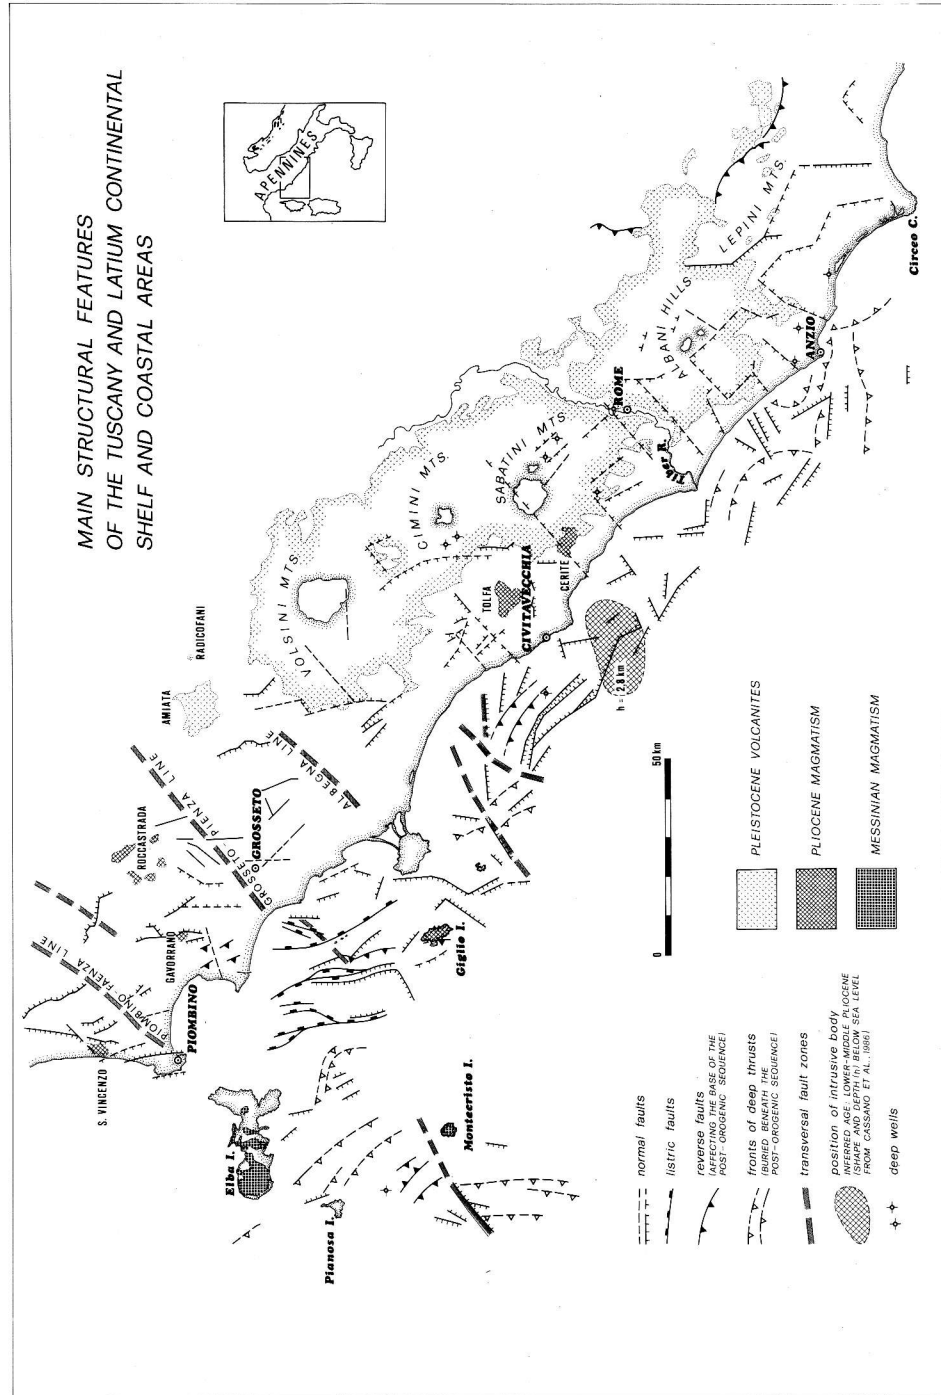 MAIN STRUCTURAL FEATURES
OF THE TUSCANY AND LATIUM CONTINENTAL
SHELF AND COASTAL AREAS
APENNINES
S. VINCENZO
PIOMBINO-FAENZA LINE
PIOMBINO
GAVORRANO
ROCCASTRADA
GROSSETO-PIENZA LINE
GROSSETO
AMIATA
RADICOFANI
ALBEGNA LINE
VOLSINI MTS.
CIMINI MTS.
TOLFA
CIVITAVECCHIA
CERITE
SABATINI MTS
ROME
Tiber R.
ALBANI HILLS
LEPINI MTS.
ANZIO
Circeo C.
h = 2,8 km
Elba I.
Pianosa I.
Montecristo I.
Giglio I.
0
50 km
normal faults
listric faults
reverse faults
(AFFECTING THE BASE OF THE
POST-OROGENIC SEQUENCE)
fronts of deep thrusts
(BURIED BENEATH THE
POST-OROGENIC SEQUENCE)
transversal fault zones
position of intrusive body
INFERRED AGE: LOWER-MIDDLE PLIOCENE
(SHAPE AND DEPTH (h) BELOW SEA LEVEL
FROM CASSANO ET AL., 1986)
deep wells
PLEISTOCENE VOLCANITES
PLIOCENE MAGMATISM
MESSINIAN MAGMATISM